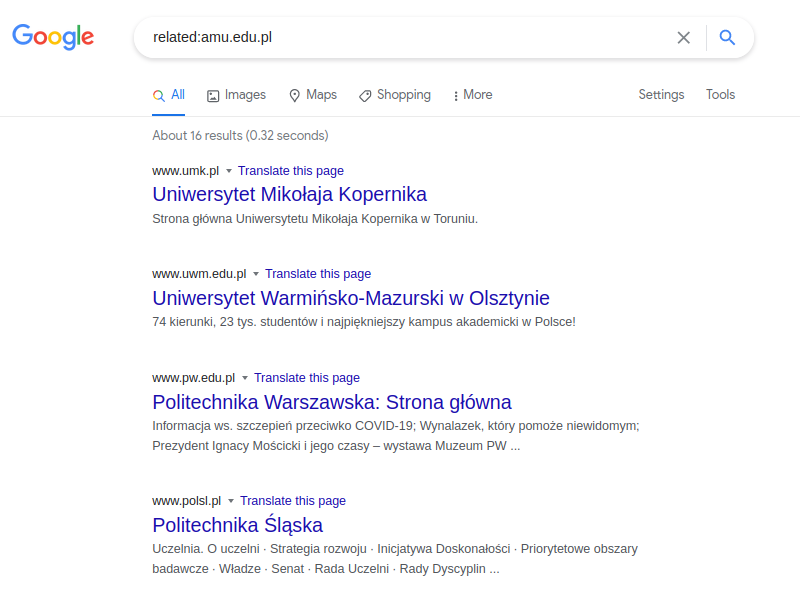 Google
related:amu.edu.pl
All Images Maps Shopping More Settings Tools
About 16 results (0.32 seconds)
www.umk.pl Translate this page
Uniwersytet Mikołaja Kopernika
Strona główna Uniwersytetu Mikołaja Kopernika w Toruniu.
www.uwm.edu.pl Translate this page
Uniwersytet Warmińsko-Mazurski w Olsztynie
74 kierunki, 23 tys. studentów i najpiękniejszy kampus akademicki w Polsce!
www.pw.edu.pl Translate this page
Politechnika Warszawska: Strona główna
Informacja ws. szczepień przeciwko COVID-19; Wynalazek, który pomoże niewidomym;
Prezydent Ignacy Mościcki i jego czasy – wystawa Muzeum PW ...
www.polsl.pl Translate this page
Politechnika Śląska
Uczelnia. O uczelni · Strategia rozwoju · Inicjatywa Doskonałości · Priorytetowe obszary
badawcze · Władze · Senat · Rada Uczelni · Rady Dyscyplin ...